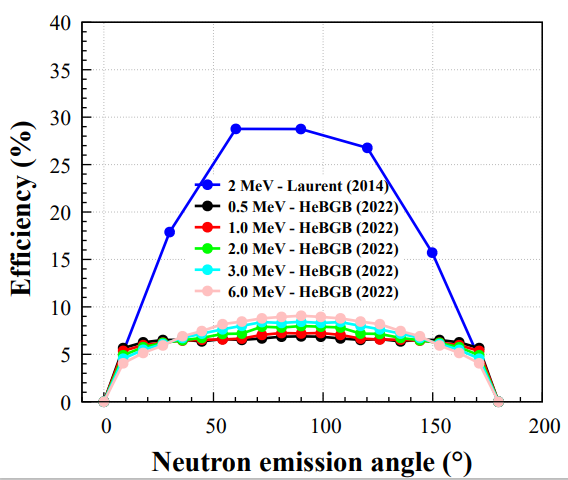 40
35
30
25
20
15
10
5
0
Efficiency (%)
2 MeV - Laurent (2014)
0.5 MeV - HeBGB (2022)
1.0 MeV - HeBGB (2022)
2.0 MeV - HeBGB (2022)
3.0 MeV - HeBGB (2022)
6.0 MeV - HeBGB (2022)
0 50 100 150 200
Neutron emission angle (°)